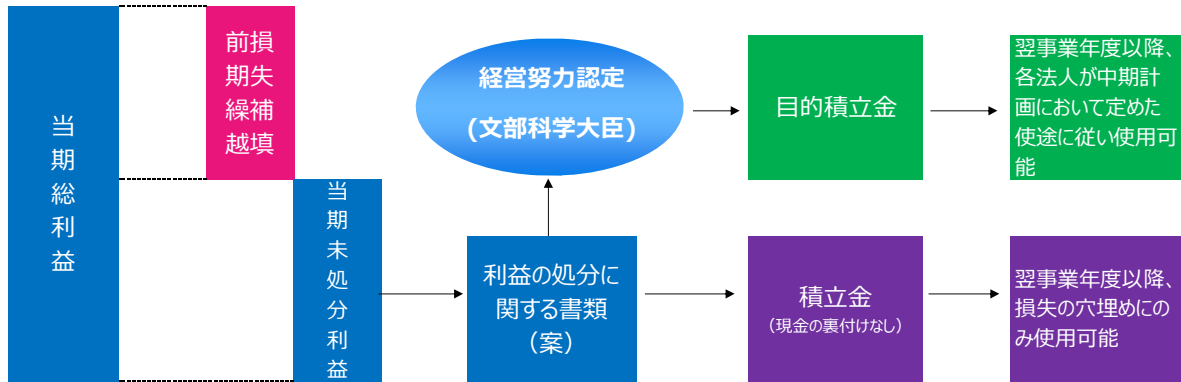 当期総利益
前期繰越
損失補填
当期未処分利益
利益の処分に
関する書類
（案）
経営努力認定
(文部科学大臣)
目的積立金
翌事業年度以降、
各法人が中期計
画において定めた
使途に従い使用可
能
積立金
（現金の裏付けなし）
翌事業年度以降、
損失の穴埋めにの
み使用可能